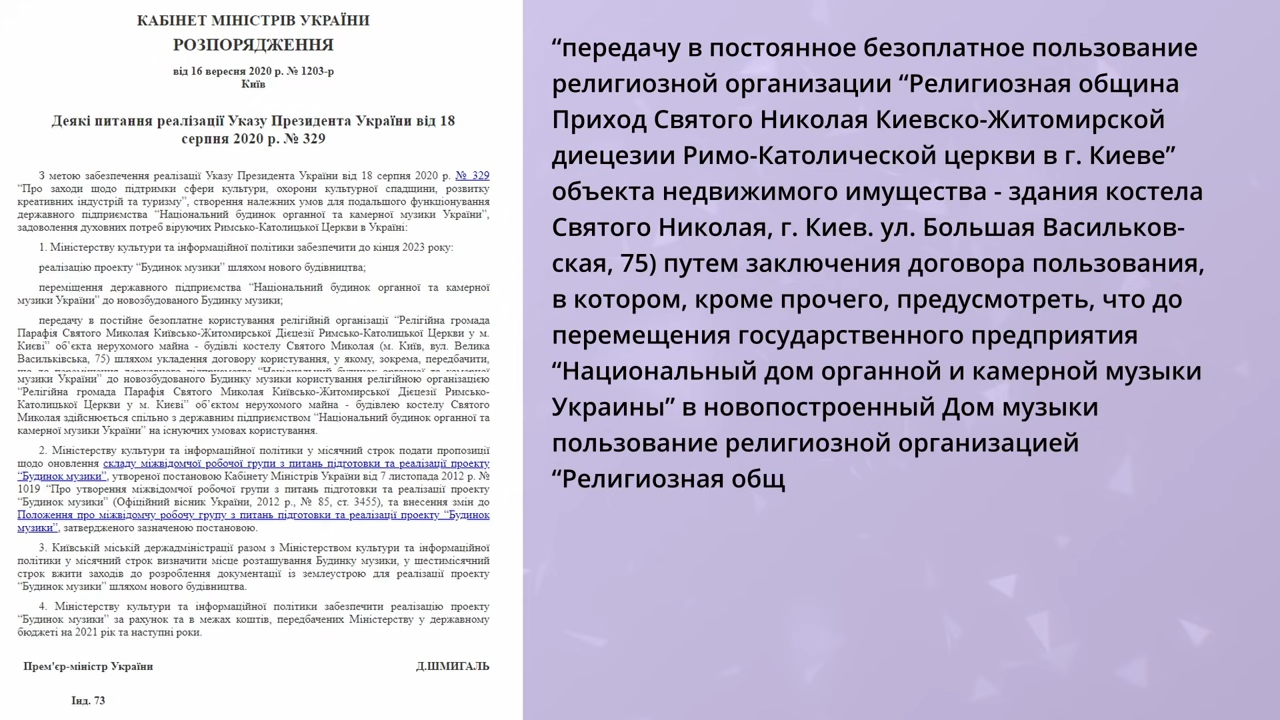 КАБІНЕТ МІНІСТРІВ УКРАЇНИ
РОЗПОРЯДЖЕННЯ
від 16 вересня 2020 р. № 1203-р
Київ
Деякі питання реалізації Указу Президента України від 18
серпня 2020 р. № 329
З метою забезпечення реалізації Указу Президента України від 18 серпня 2020 р. № 329
“Про заходи щодо підтримки сфери культури, охорони культурної спадщини, розвитку
креативних індустрій та туризму”, створення належних умов для подальшого функціонування
державного підприємства “Національний будинок органної та камерної музики України”,
задоволення духовних потреб віруючих Римсько-Католицької Церкви в Україні:
1. Міністерству культури та інформаційної політики забезпечити до кінця 2023 року:
реалізацію проекту “Будинок музики” шляхом нового будівництва;
переміщення державного підприємства “Національний будинок органної та камерної
музики України” до новозбудованого Будинку музики;
передачу в постійне безоплатне користування релігійній організації “Релігійна громада
Парафія Святого Миколая Київсько-Житомирської Дієцезії Римсько-Католицької Церкви у м.
Києві” об’єкта нерухомого майна - будівлі костелу Святого Миколая (м. Київ, вул. Велика
Васильківська, 75) шляхом укладення договору користування, у якому, зокрема, передбачити,
музики України” до новозбудованого Будинку музики користування релігійною організацією
“Релігійна громада Парафія Святого Миколая Київсько-Житомирської Дієцезії Римсько-
Католицької Церкви у м. Києві” об’єктом нерухомого майна - будівлею костелу Святого
Миколая здійснюється спільно з державним підприємством “Національний будинок органної та
камерної музики України” на існуючих умовах користування.
2. Міністерству культури та інформаційної політики у місячний строк подати пропозиції
щодо оновлення складу міжвідомчої робочої групи з питань підготовки та реалізації проекту
“Будинок музики”, утвореної постановою Кабінету Міністрів України від 7 листопада 2012 р. №
1019 “Про утворення міжвідомчої робочої групи з питань підготовки та реалізації проекту
“Будинок музики” (Офіційний вісник України, 2012 р., № 85, ст. 3455), та внесення змін до
Положення про міжвідомчу робочу групу з питань підготовки та реалізації проекту “Будинок
музики”, затвердженого зазначеною постановою.
3. Київській міській держадміністрації разом з Міністерством культури та інформаційної
політики у місячний строк визначити місце розташування Будинку музики, у шестимісячний
строк вжити заходів до розроблення документації із землеустрою для реалізації проекту
“Будинок музики” шляхом нового будівництва.
4. Міністерству культури та інформаційної політики забезпечити реалізацію проекту
“Будинок музики” за рахунок та в межах коштів, передбачених Міністерству у державному
бюджеті на 2021 рік та наступні роки.
Прем'єр-міністр України Д.ШМИГАЛЬ
Інд. 73
“передачу в постоянное безоплатное пользование
религиозной организации “Религиозная община
Приход Святого Николая Киевско-Житомирской
диецезии Римо-Католической церкви в г. Киеве”
объекта недвижимого имущества - здания костела
Святого Николая, г. Киев. ул. Большая Васильков-
ская, 75) путем заключения договора пользования,
в котором, кроме прочего, предусмотреть, что до
перемещения государственного предприятия
“Национальный дом органной и камерной музыки
Украины” в новопостроенный Дом музыки
пользование религиозной организацией
“Религиозная общ